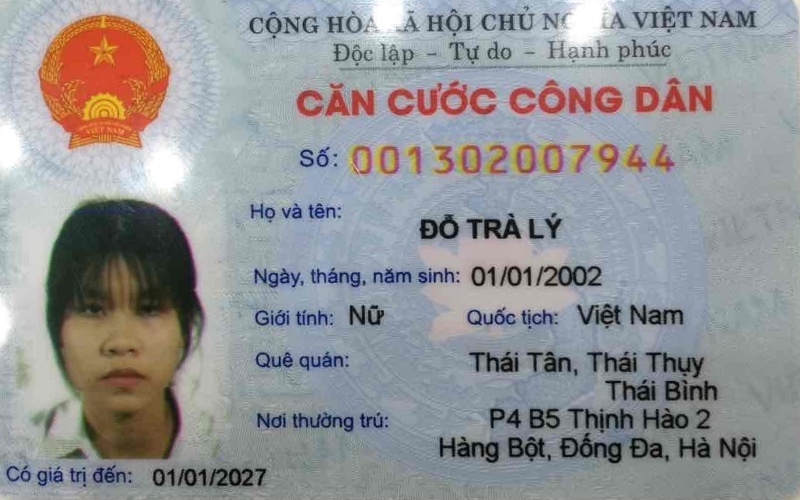 CỘNG HÒA XÃ HỘI CHỦ NGHĨA VIỆT NAM
Độc lập - Tự do - Hạnh phúc
CĂN CƯỚC CÔNG DÂN
Số: 001302007944
Họ và tên:
ĐỖ TRÀ LÝ
Ngày, tháng, năm sinh: 01/01/2002
Giới tính: Nữ Quốc tịch: Việt Nam
Quê quán: Thái Tân, Thái Thụy
Thái Bình
Nơi thường trú: P4 B5 Thịnh Hào 2
Hàng Bột, Đống Đa, Hà Nội
Có giá trị đến: 01/01/2027